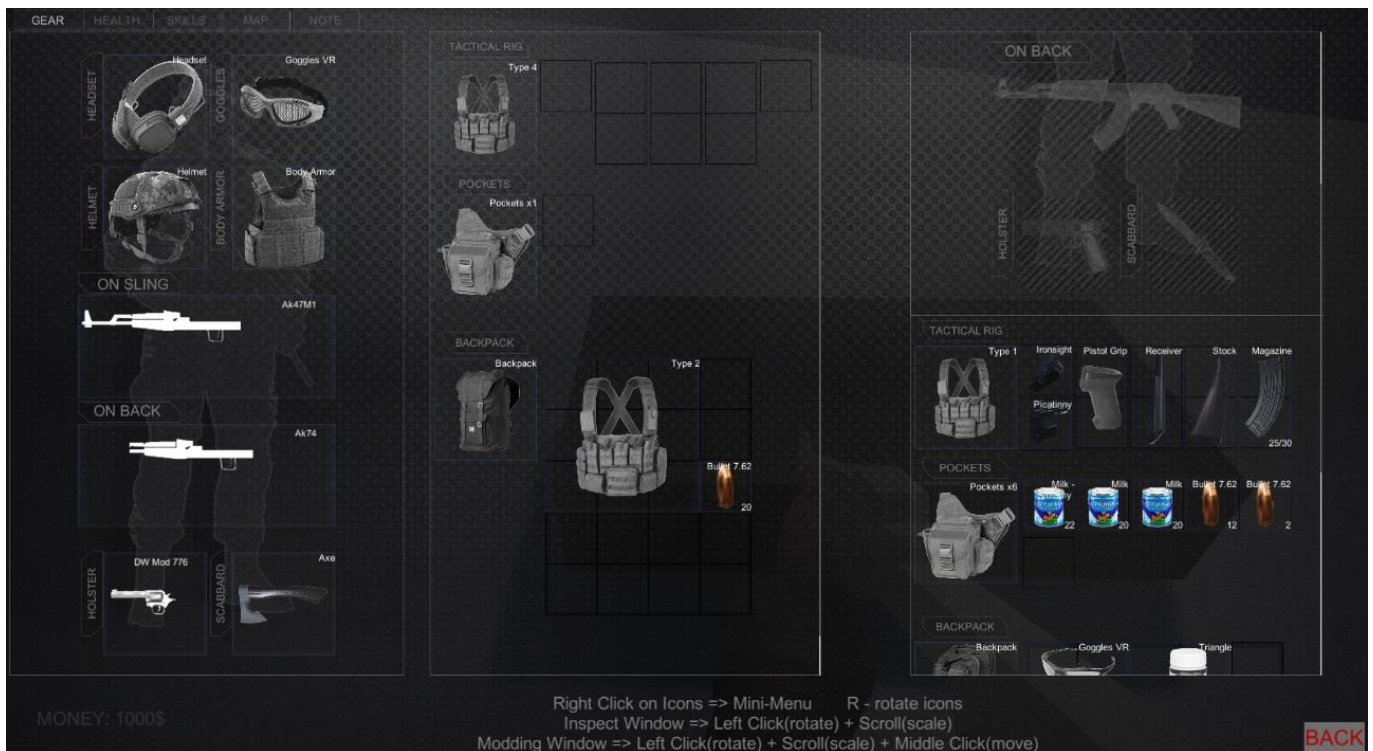 GEAR HEALTH SKILLS MAP NOTE
HEADSET
Headset
GOGGLES
Goggles VR
HELMET
Helmet
BODY ARMOR
Body Armor
ON SLING
Ak47M1
ON BACK
Ak74
HOLSTER
DW Mod 776
SCABBARD
Axe
MONEY: 1000$
TACTICAL RIG
Type 4
POCKETS
Pockets x1
BACKPACK
Backpack
Type 2
Bullet 7.62
20
ON BACK
HOLSTER
SCABBARD
TACTICAL RIG
Type 1
Ironsight
Picatinny
Pistol Grip
Receiver
Stock
Magazine
25/30
POCKETS
Pockets x6
Milk -
22
Milk
20
Milk
20
Bullet 7.62
12
Bullet 7.62
2
BACKPACK
Backpack
Goggles VR
Triangle
Right Click on Icons => Mini-Menu R - rotate icons
Inspect Window => Left Click(rotate) + Scroll(scale)
Modding Window => Left Click(rotate) + Scroll(scale) + Middle Click(move)
BACK